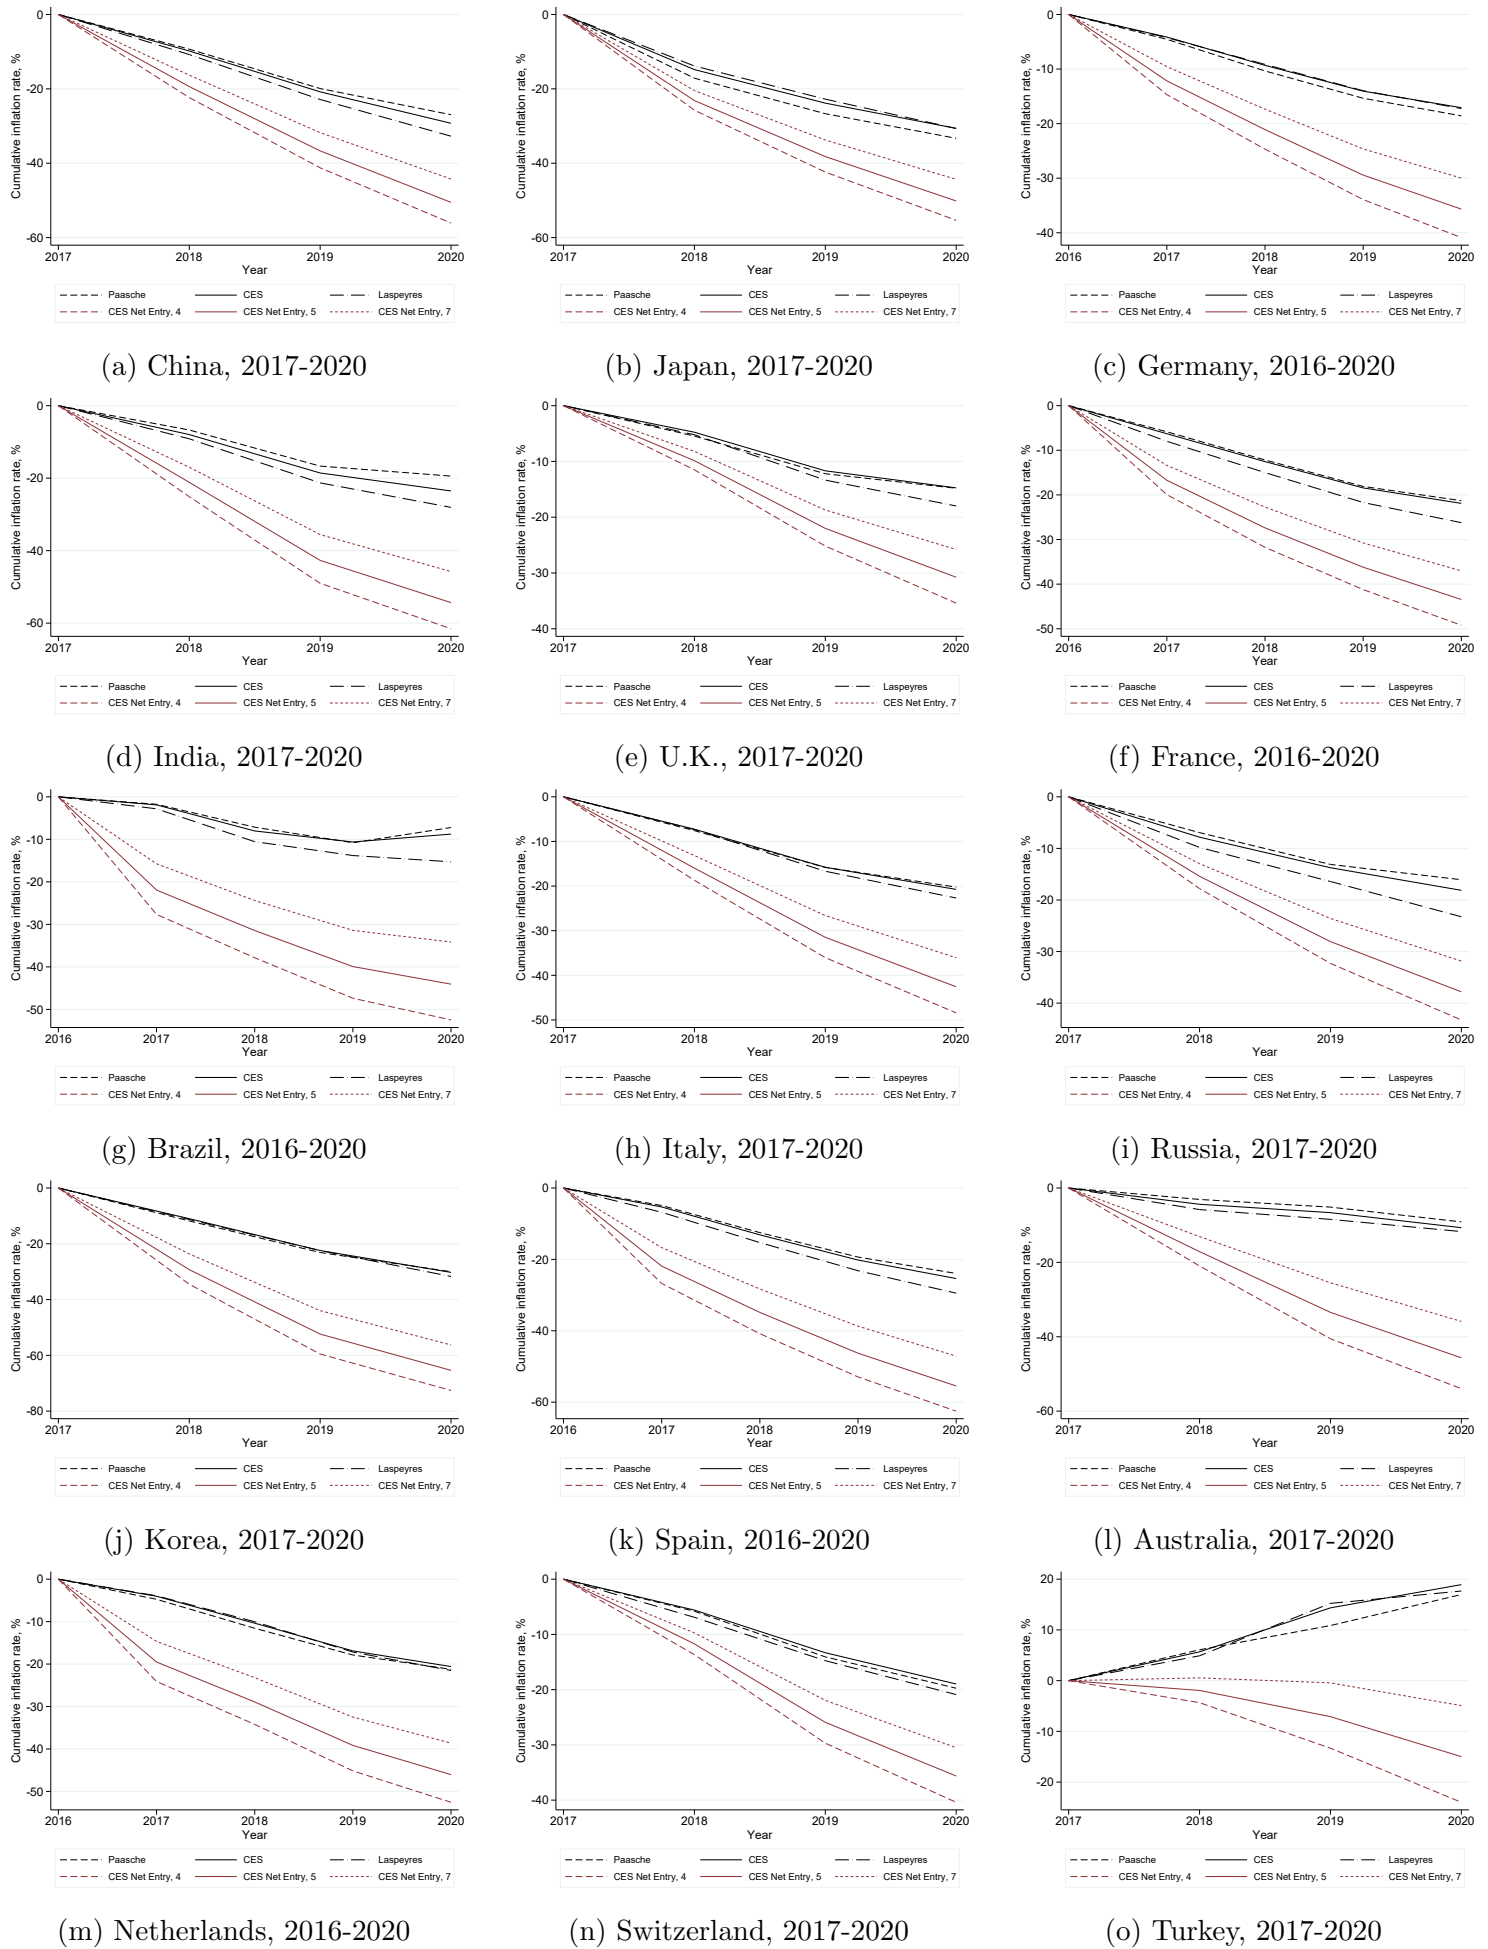 Cumulative inflation rate, %
0
-20
-40
-60
2017 2018 2019 2020
Year
Paasche CES Laspeyres
CES Net Entry, 4 CES Net Entry, 5 CES Net Entry, 7
(a) China, 2017-2020
Cumulative inflation rate, %
0
-20
-40
-60
2017 2018 2019 2020
Year
Paasche CES Laspeyres
CES Net Entry, 4 CES Net Entry, 5 CES Net Entry, 7
(b) Japan, 2017-2020
Cumulative inflation rate, %
0
-10
-20
-30
-40
2016 2017 2018 2019 2020
Year
Paasche CES Laspeyres
CES Net Entry, 4 CES Net Entry, 5 CES Net Entry, 7
(c) Germany, 2016-2020
Cumulative inflation rate, %
0
-20
-40
-60
2017 2018 2019 2020
Year
Paasche CES Laspeyres
CES Net Entry, 4 CES Net Entry, 5 CES Net Entry, 7
(d) India, 2017-2020
Cumulative inflation rate, %
0
-10
-20
-30
-40
2017 2018 2019 2020
Year
Paasche CES Laspeyres
CES Net Entry, 4 CES Net Entry, 5 CES Net Entry, 7
(e) U.K., 2017-2020
Cumulative inflation rate, %
0
-10
-20
-30
-40
-50
2016 2017 2018 2019 2020
Year
Paasche CES Laspeyres
CES Net Entry, 4 CES Net Entry, 5 CES Net Entry, 7
(f) France, 2016-2020
Cumulative inflation rate, %
0
-10
-20
-30
-40
-50
2016 2017 2018 2019 2020
Year
Paasche CES Laspeyres
CES Net Entry, 4 CES Net Entry, 5 CES Net Entry, 7
(g) Brazil, 2016-2020
Cumulative inflation rate, %
0
-10
-20
-30
-40
-50
2017 2018 2019 2020
Year
Paasche CES Laspeyres
CES Net Entry, 4 CES Net Entry, 5 CES Net Entry, 7
(h) Italy, 2017-2020
Cumulative inflation rate, %
0
-10
-20
-30
-40
2017 2018 2019 2020
Year
Paasche CES Laspeyres
CES Net Entry, 4 CES Net Entry, 5 CES Net Entry, 7
(i) Russia, 2017-2020
Cumulative inflation rate, %
0
-20
-40
-60
-80
2017 2018 2019 2020
Year
Paasche CES Laspeyres
CES Net Entry, 4 CES Net Entry, 5 CES Net Entry, 7
(j) Korea, 2017-2020
Cumulative inflation rate, %
0
-20
-40
-60
2016 2017 2018 2019 2020
Year
Paasche CES Laspeyres
CES Net Entry, 4 CES Net Entry, 5 CES Net Entry, 7
(k) Spain, 2016-2020
Cumulative inflation rate, %
0
-20
-40
-60
2017 2018 2019 2020
Year
Paasche CES Laspeyres
CES Net Entry, 4 CES Net Entry, 5 CES Net Entry, 7
(l) Australia, 2017-2020
Cumulative inflation rate, %
0
-10
-20
-30
-40
-50
2016 2017 2018 2019 2020
Year
Paasche CES Laspeyres
CES Net Entry, 4 CES Net Entry, 5 CES Net Entry, 7
(m) Netherlands, 2016-2020
Cumulative inflation rate, %
0
-10
-20
-30
-40
2017 2018 2019 2020
Year
Paasche CES Laspeyres
CES Net Entry, 4 CES Net Entry, 5 CES Net Entry, 7
(n) Switzerland, 2017-2020
Cumulative inflation rate, %
20
10
0
-10
-20
2017 2018 2019 2020
Year
Paasche CES Laspeyres
CES Net Entry, 4 CES Net Entry, 5 CES Net Entry, 7
(o) Turkey, 2017-2020